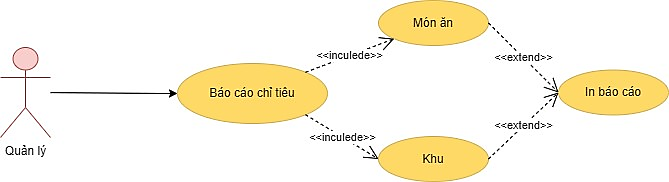 Món ăn
<<inculede>>
<<extend>>
Báo cáo chỉ tiêu
In báo cáo
Quản lý
<<inculede>>
<<extend>>
Khu